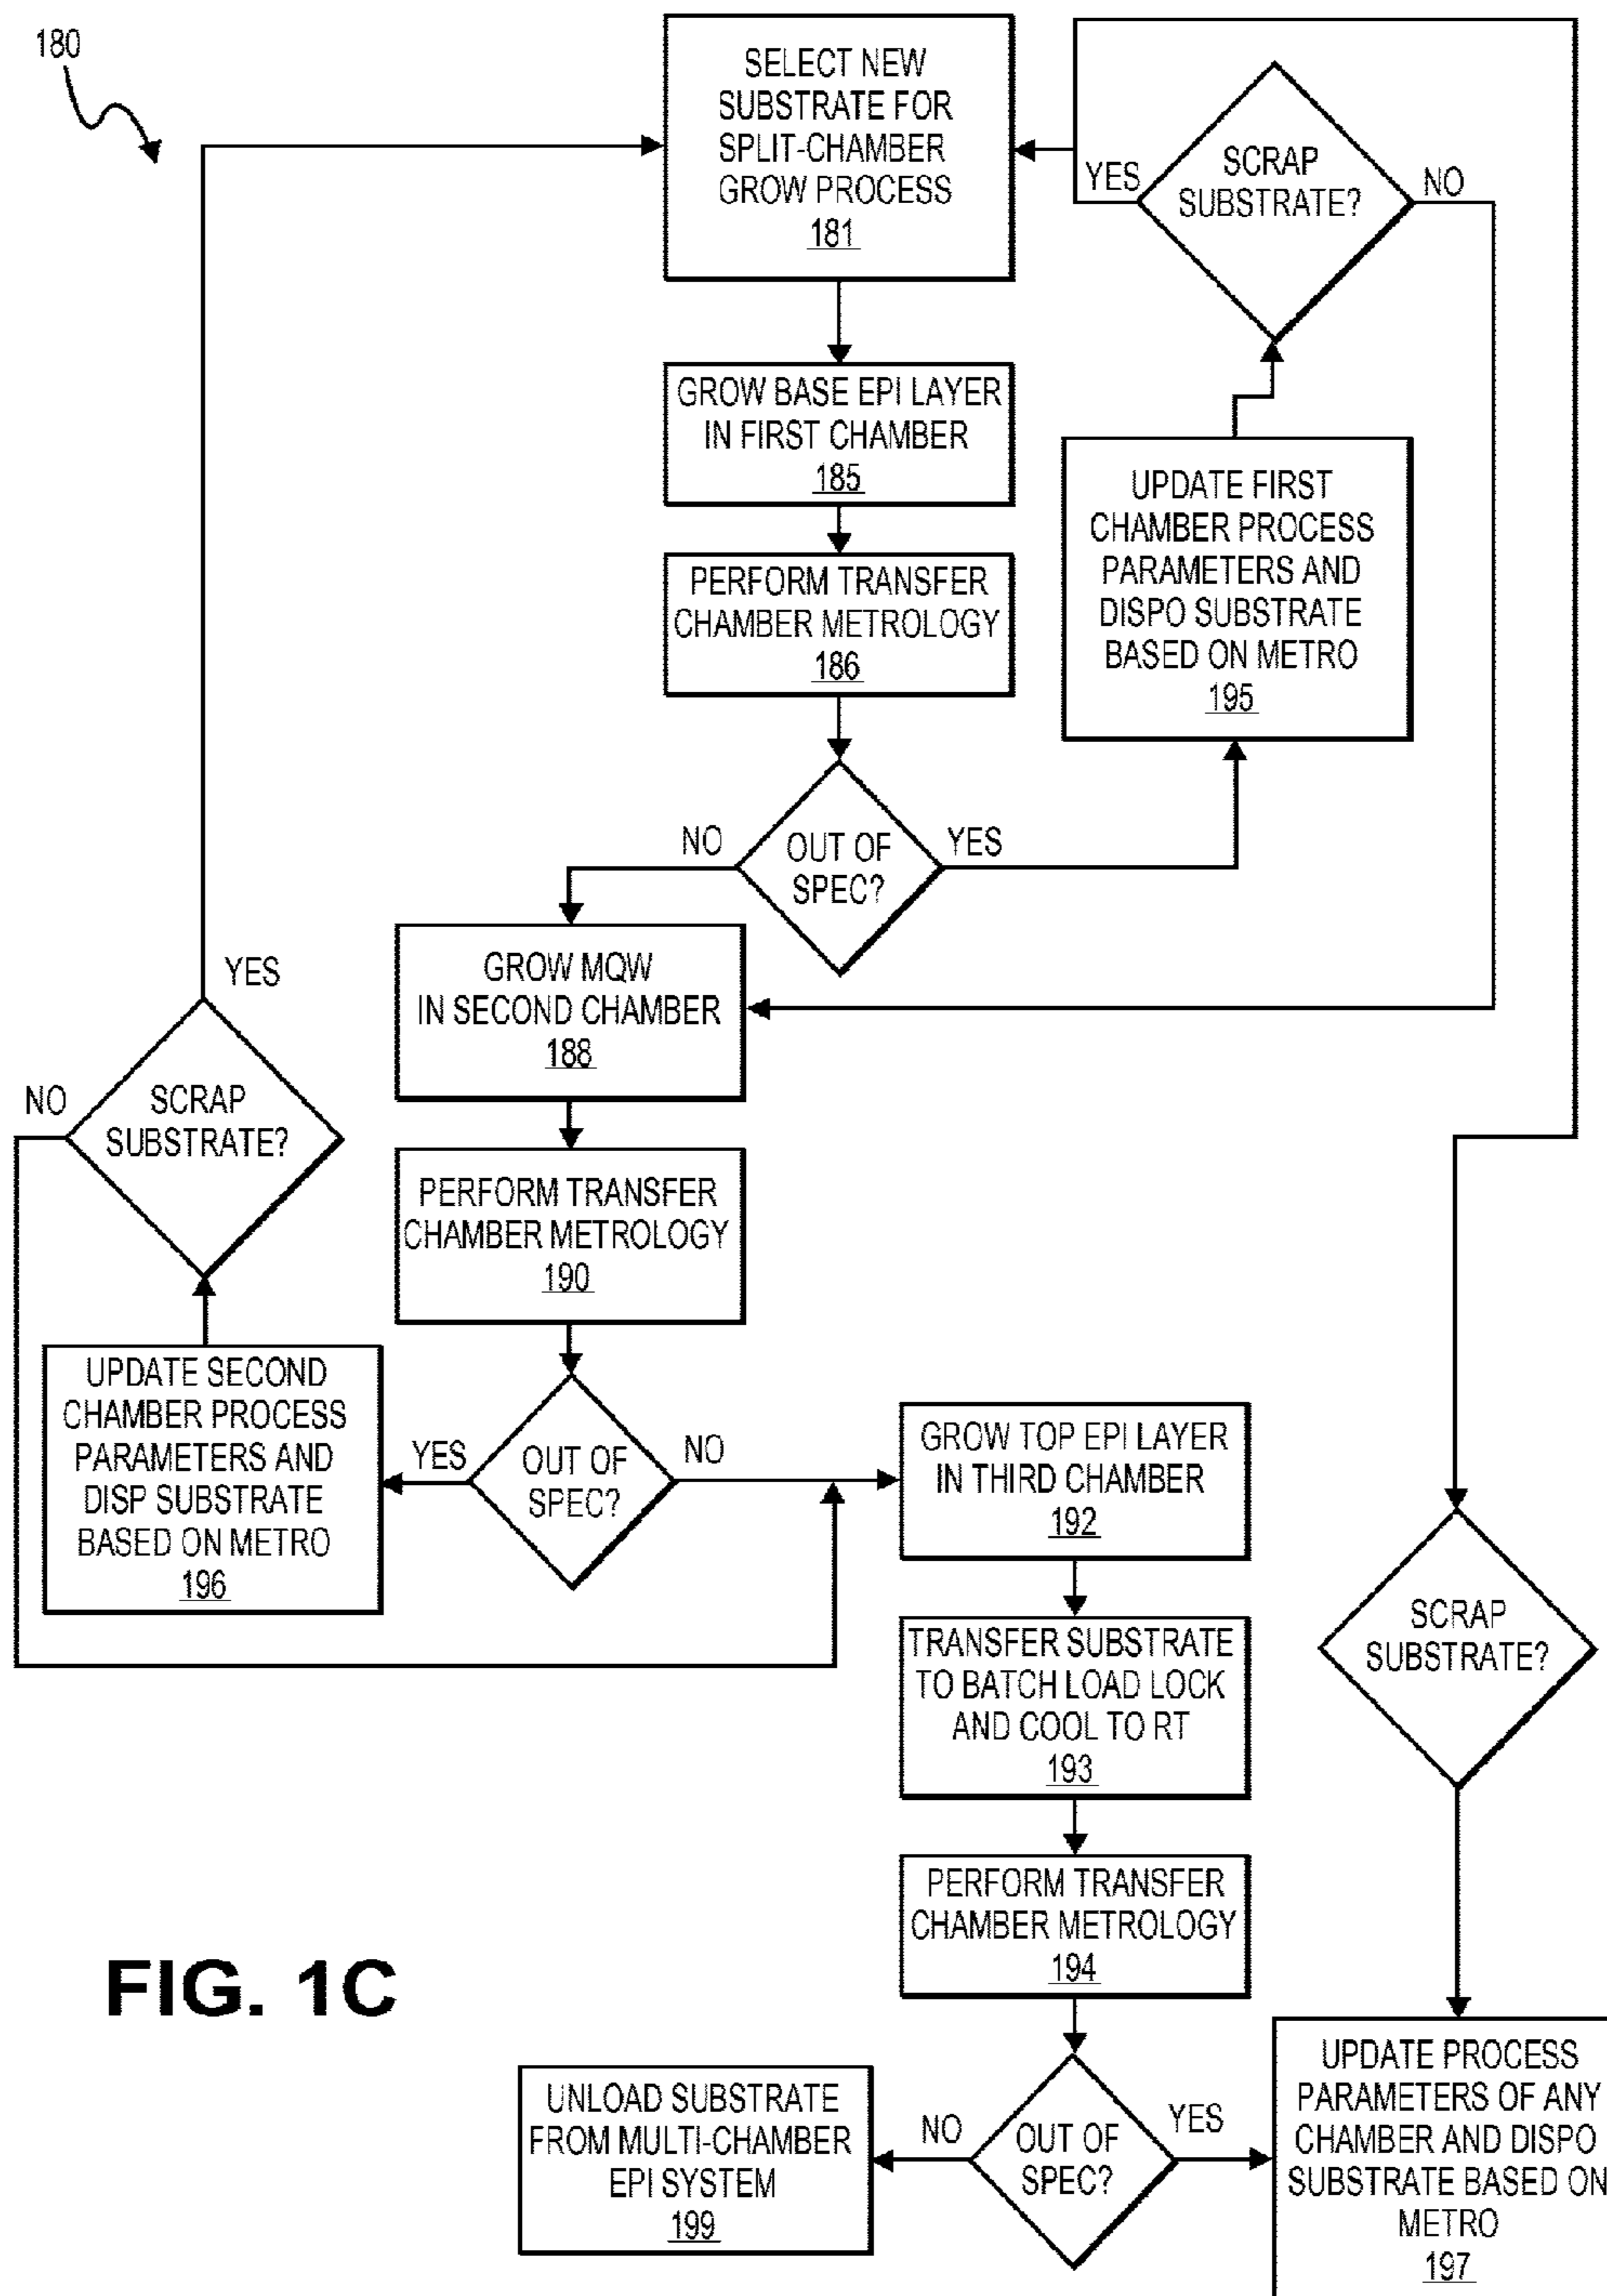 180
SELECT NEW
SUBSTRATE FOR
SPLIT-CHAMBER
GROW PROCESS
181
SCRAP
SUBSTRATE?
YES
NO
GROW BASE EPI LAYER
IN FIRST CHAMBER
185
PERFORM TRANSFER
CHAMBER METROLOGY
186
UPDATE FIRST
CHAMBER PROCESS
PARAMETERS AND
DISPO SUBSTRATE
BASED ON METRO
195
OUT OF
SPEC?
NO
YES
GROW MQW
IN SECOND CHAMBER
188
YES
SCRAP
SUBSTRATE?
NO
PERFORM TRANSFER
CHAMBER METROLOGY
190
UPDATE SECOND
CHAMBER PROCESS
PARAMETERS AND
DISP SUBSTRATE
BASED ON METRO
196
YES
OUT OF
SPEC?
NO
GROW TOP EPI LAYER
IN THIRD CHAMBER
192
SCRAP
SUBSTRATE?
TRANSFER SUBSTRATE
TO BATCH LOAD LOCK
AND COOL TO RT
193
PERFORM TRANSFER
CHAMBER METROLOGY
194
FIG. 1C
UNLOAD SUBSTRATE
FROM MULTI-CHAMBER
EPI SYSTEM
199
NO
OUT OF
SPEC?
YES
UPDATE PROCESS
PARAMETERS OF ANY
CHAMBER AND DISPO
SUBSTRATE BASED ON
METRO
197